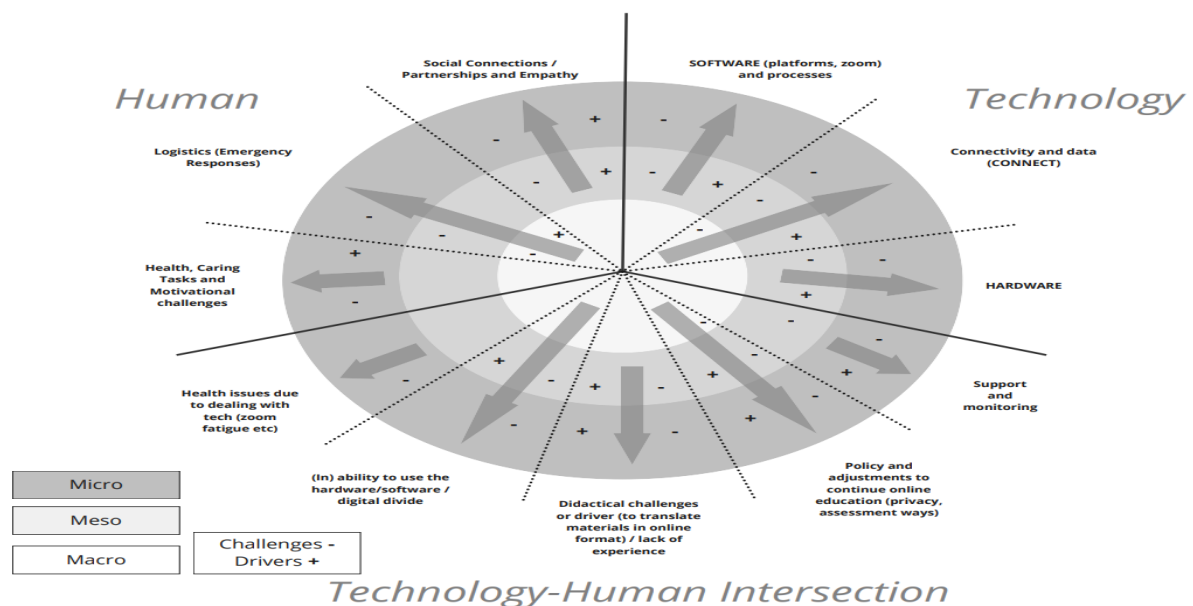 Social Connections /
Partnerships and Empathy
SOFTWARE (platforms, zoom)
and processes
Human
Technology
Logistics (Emergency
Responses)
Connectivity and data
(CONNECT)
Health, Caring
Tasks and
Motivational
challenges
HARDWARE
Health issues due
to dealing with
tech (zoom
fatigue etc)
Support
and
monitoring
(In) ability to use the
hardware/software /
digital divide
Didactical challenges
or driver (to translate
materials in online
format) / lack of
experience
Policy and
adjustments to
continue online
education (privacy,
assessment ways)
Micro
Meso
Macro
Challenges -
Drivers +
Technology-Human Intersection